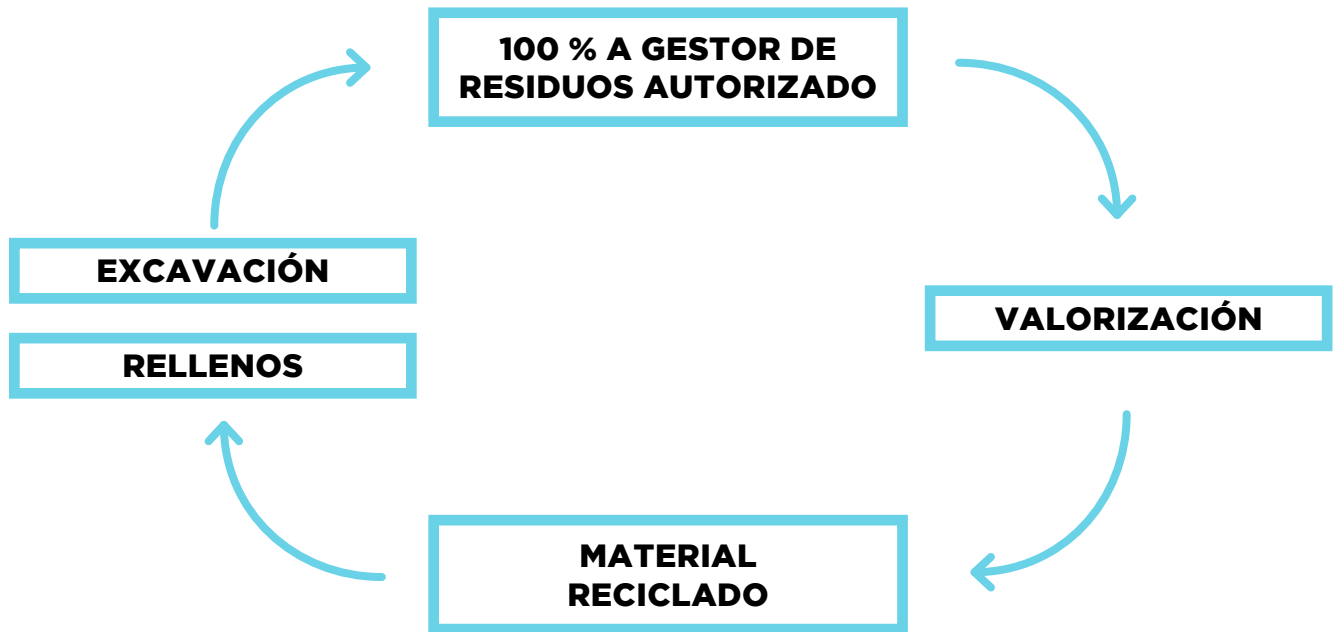 100 % A GESTOR DE
RESIDUOS AUTORIZADO
EXCAVACIÓN
VALORIZACIÓN
RELLENOS
MATERIAL
RECICLADO